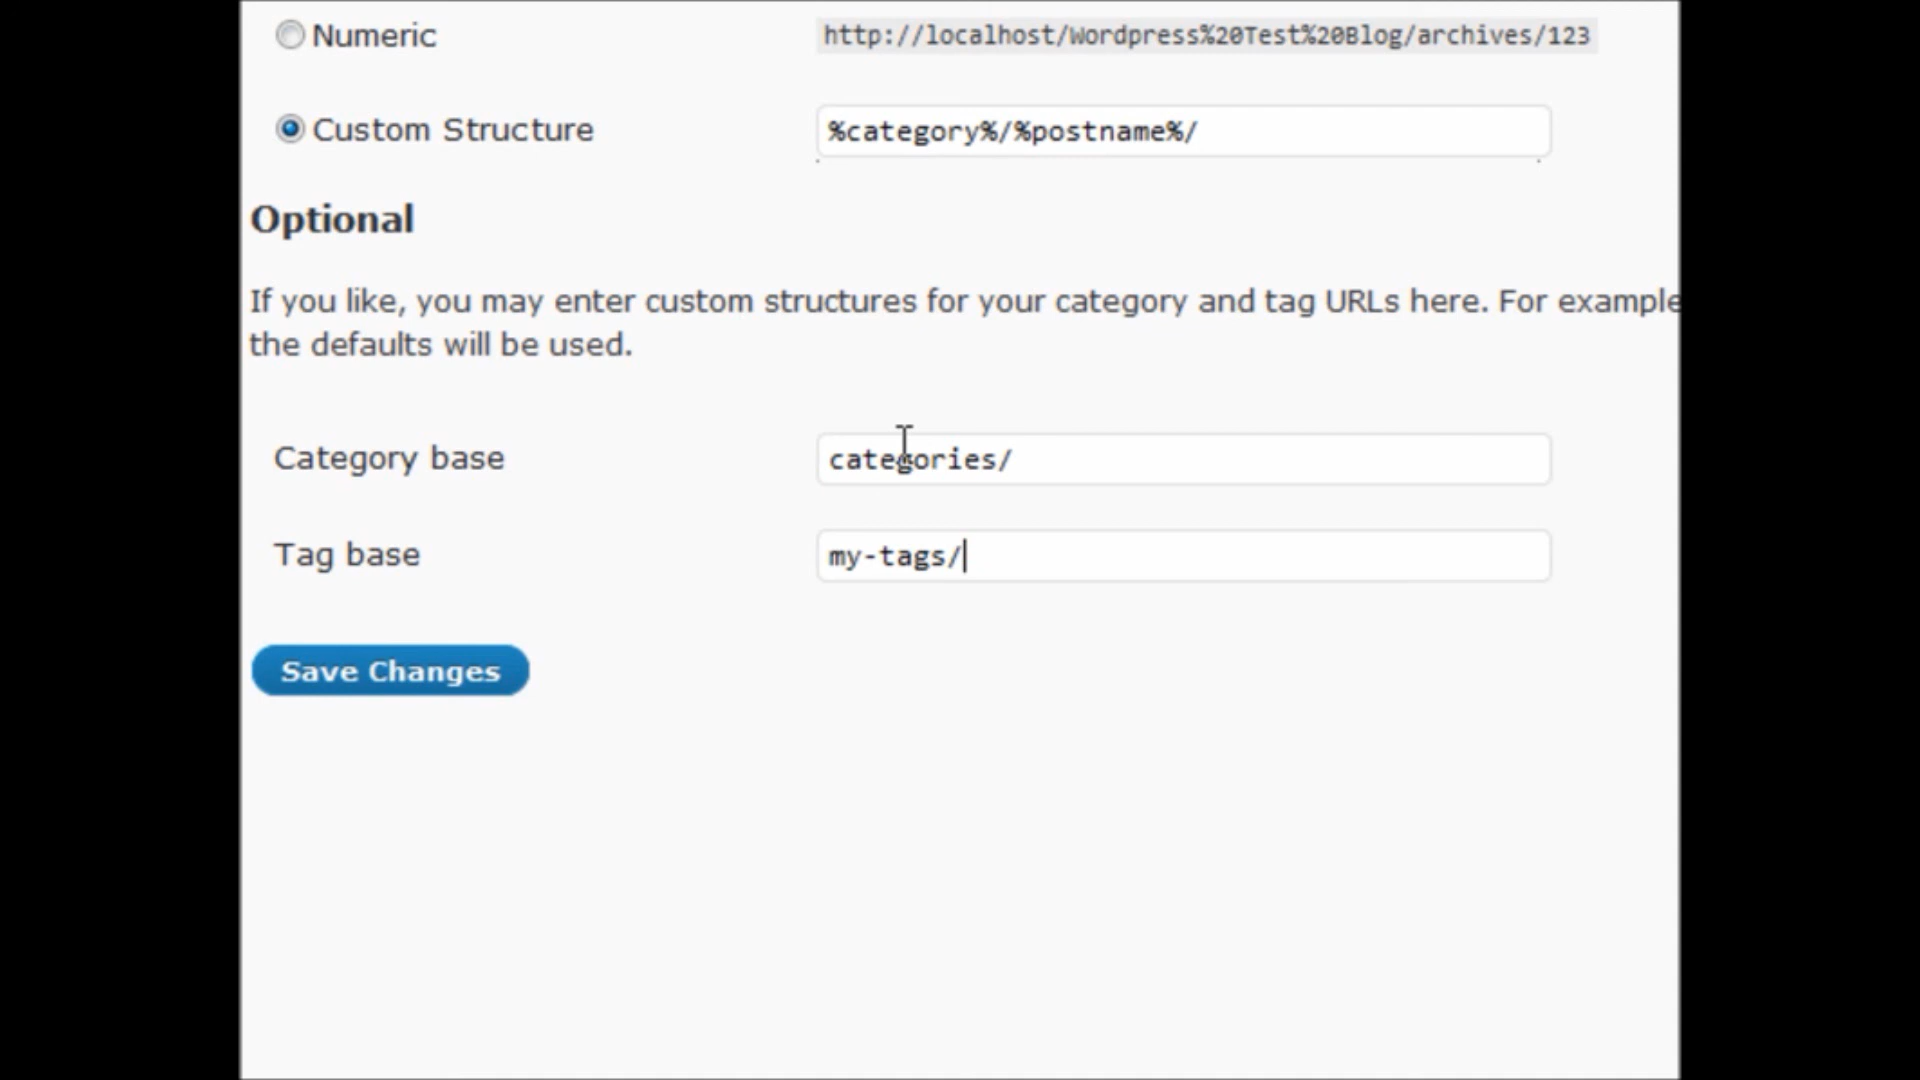 Numeric http://localhost/Wordpress%20Test%20Blog/archives/123
Custom Structure %category%/%postname%/
Optional
If you like, you may enter custom structures for your category and tag URLs here. For example
the defaults will be used.
Category base categories/
Tag base my-tags/
Save Changes